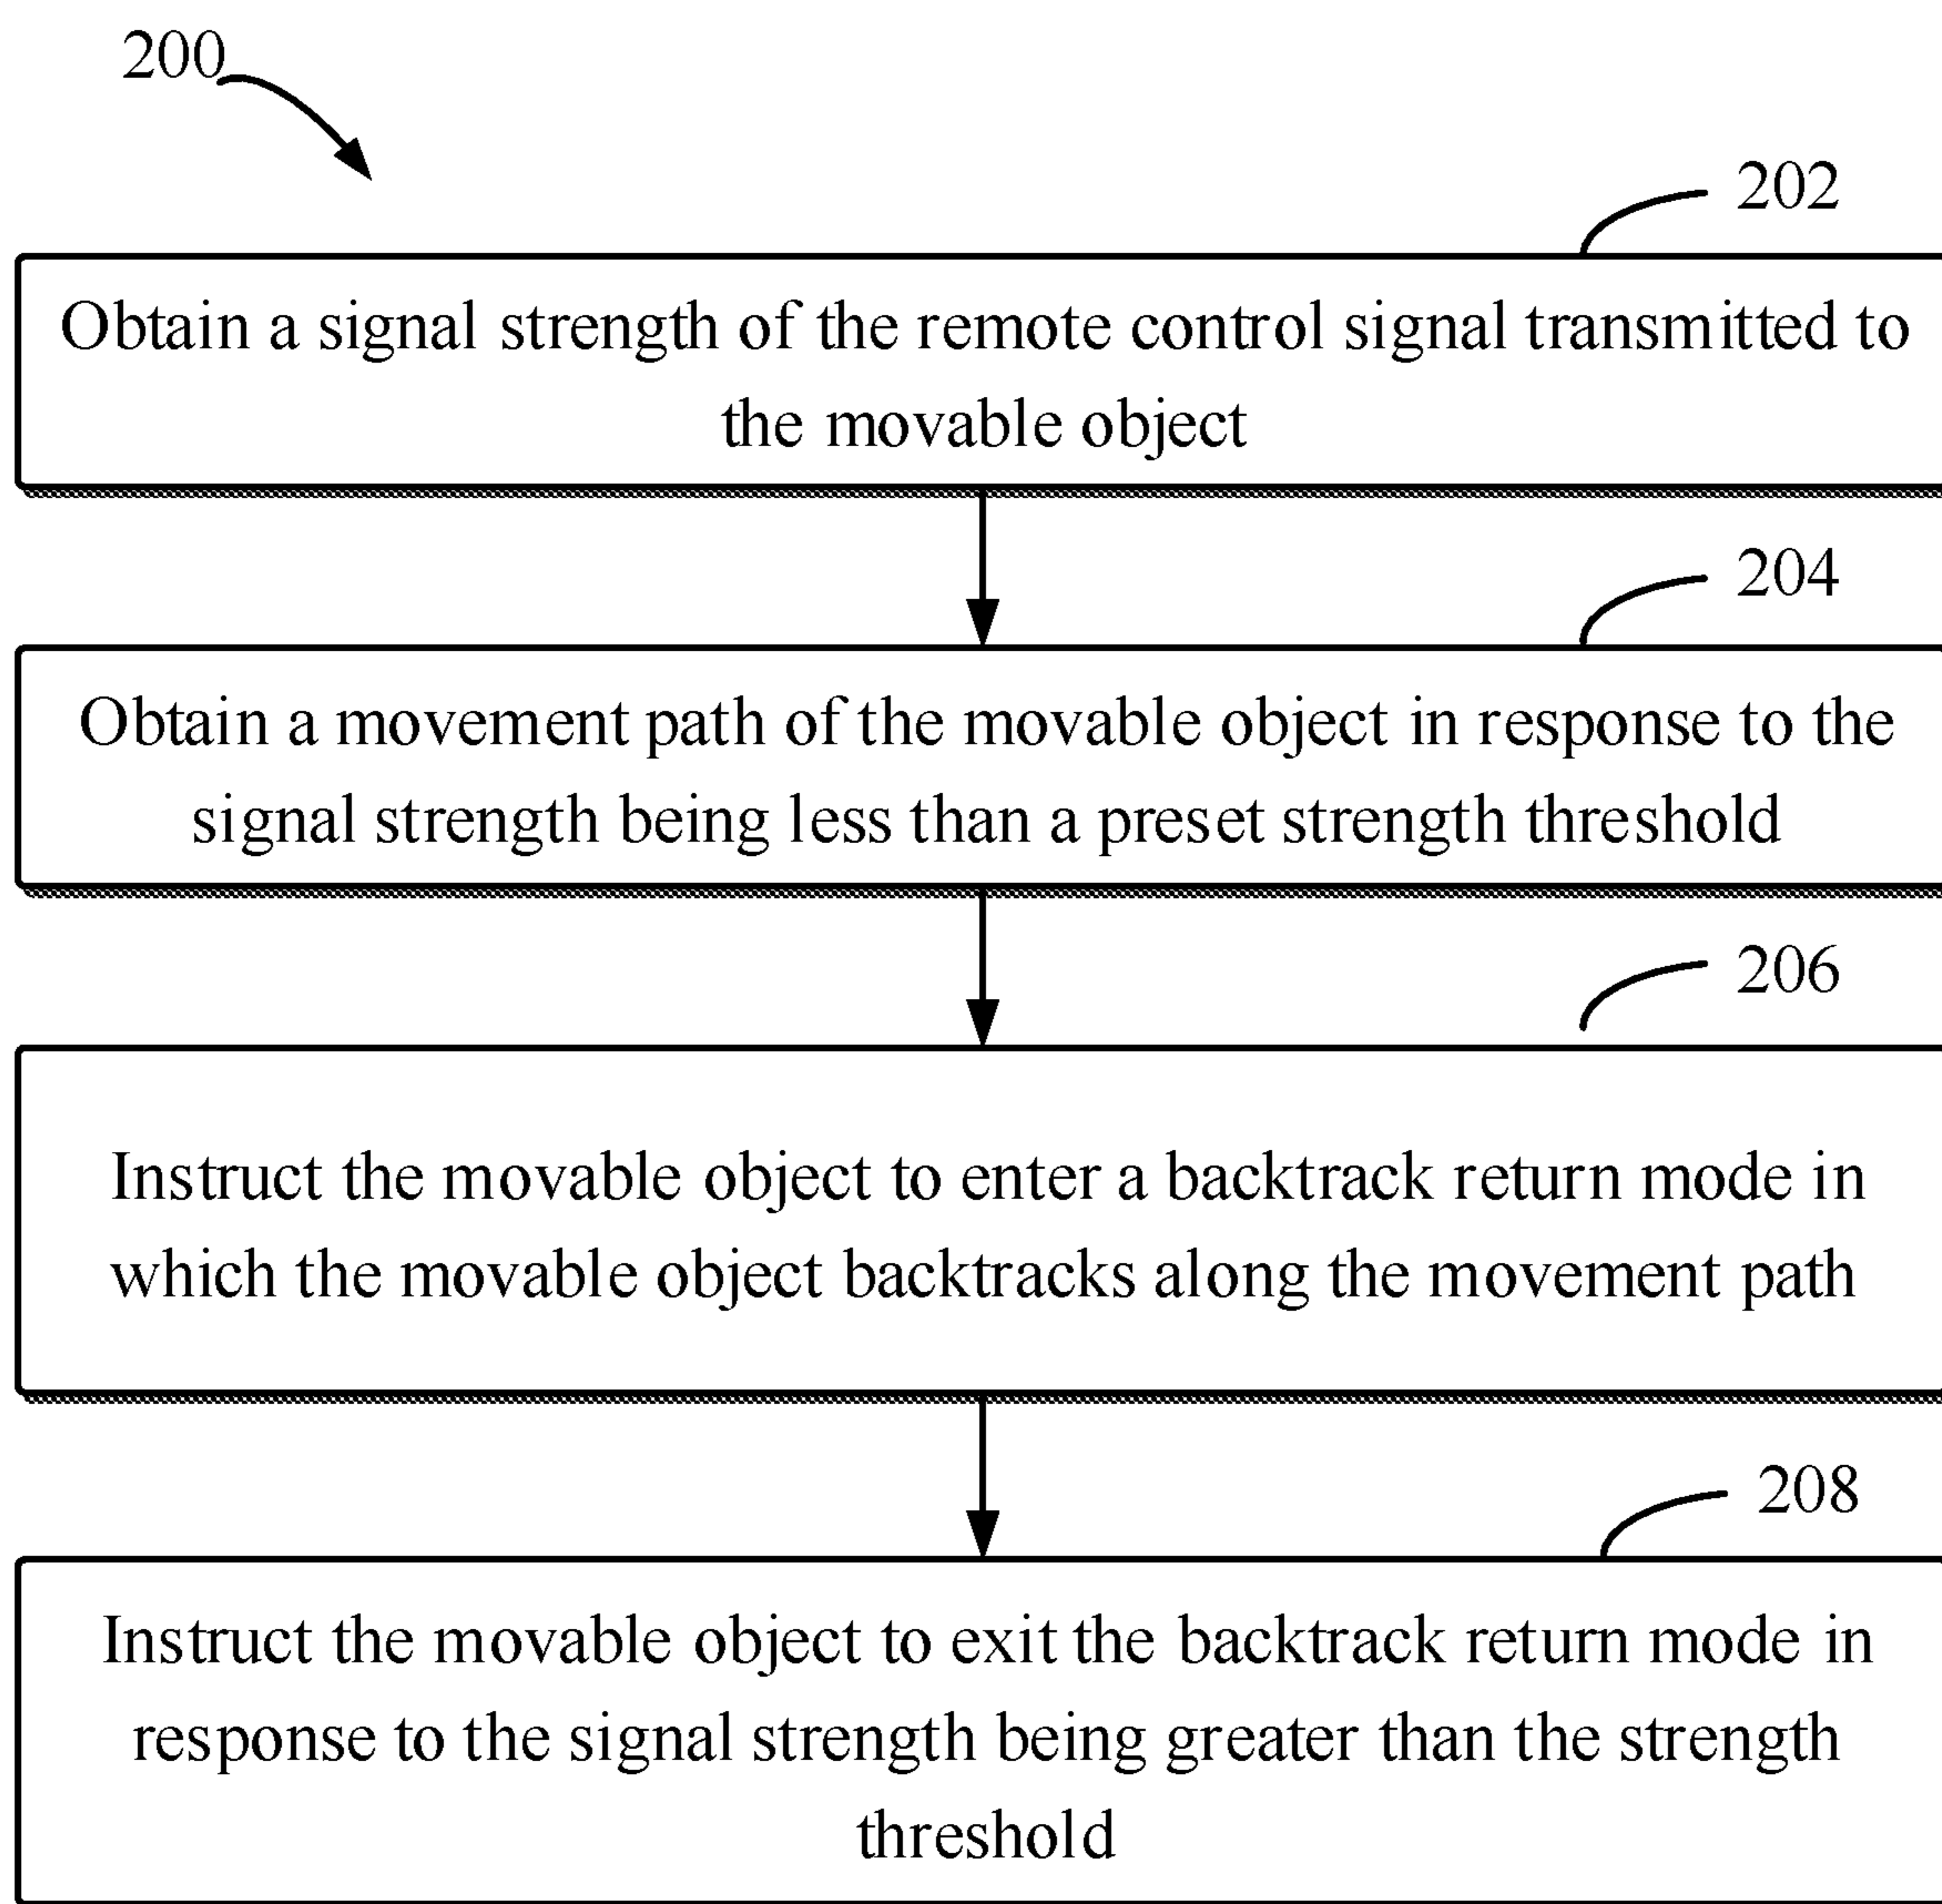 200
202
Obtain a signal strength of the remote control signal transmitted to
the movable object
204
Obtain a movement path of the movable object in response to the
signal strength being less than a preset strength threshold
206
Instruct the movable object to enter a backtrack return mode in
which the movable object backtracks along the movement path
208
Instruct the movable object to exit the backtrack return mode in
response to the signal strength being greater than the strength
threshold